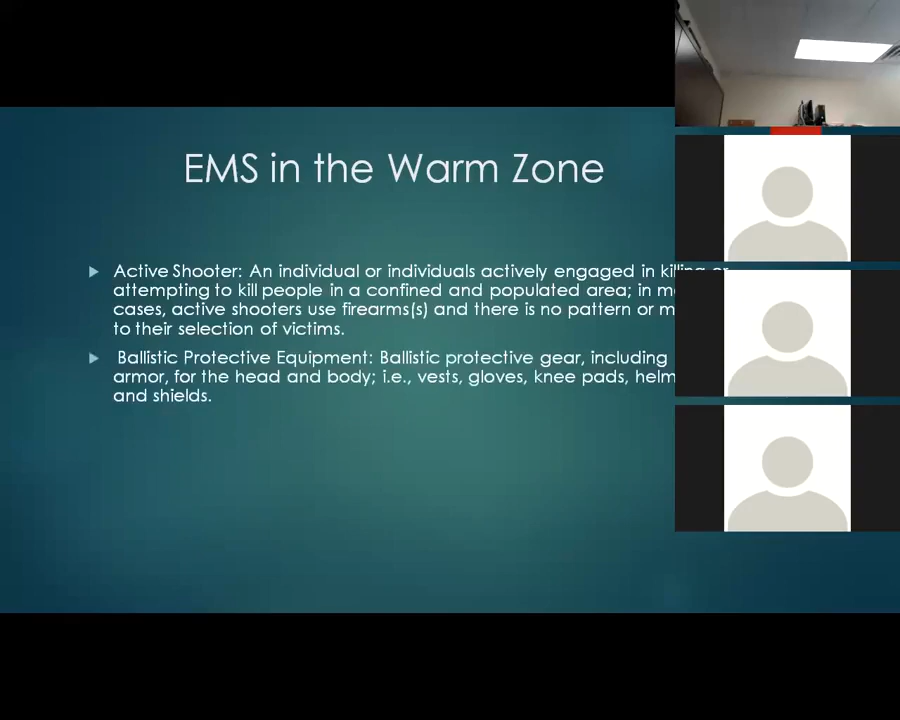 EMS in the Warm Zone
Active Shooter: An individual or individuals actively engaged in killing or
attempting to kill people in a confined and populated area; in
cases, active shooters use firearms(s) and there is no pattern or
to their selection of victims.
Ballistic Protective Equipment: Ballistic protective gear, including
armor, for the head and body; i.e., vests, gloves, knee pads,
and shields.